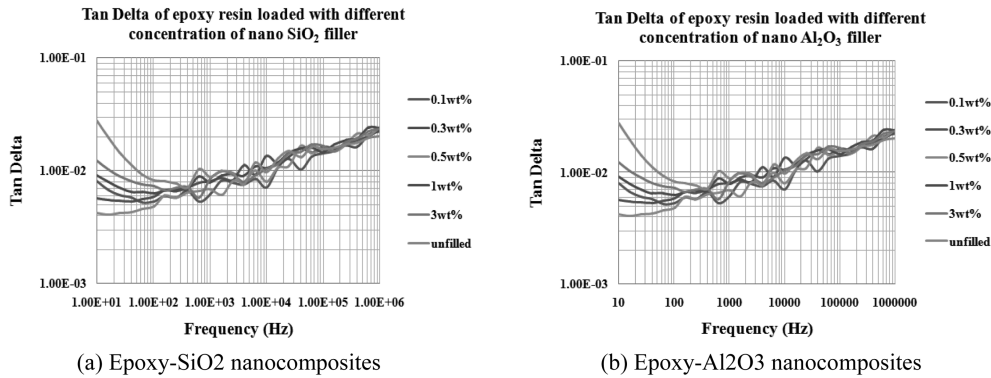 Tan Delta of epoxy resin loaded with different
concentration of nano SiO₂ filler
1.00E-01
1.00E-02
1.00E-03
Tan Delta
1.00E+01 1.00E+02 1.00E+03 1.00E+04 1.00E+05 1.00E+06
Frequency (Hz)
0.1wt%
0.3wt%
0.5wt%
1wt%
3wt%
unfilled
(a) Epoxy-SiO2 nanocomposites
Tan Delta of epoxy resin loaded with different
concentration of nano Al₂O₃ filler
1.00E-01
1.00E-02
1.00E-03
Tan Delta
10 100 1000 10000 100000 1000000
Frequency (Hz)
0.1wt%
0.3wt%
0.5wt%
1wt%
3wt%
unfilled
(b) Epoxy-Al2O3 nanocomposites